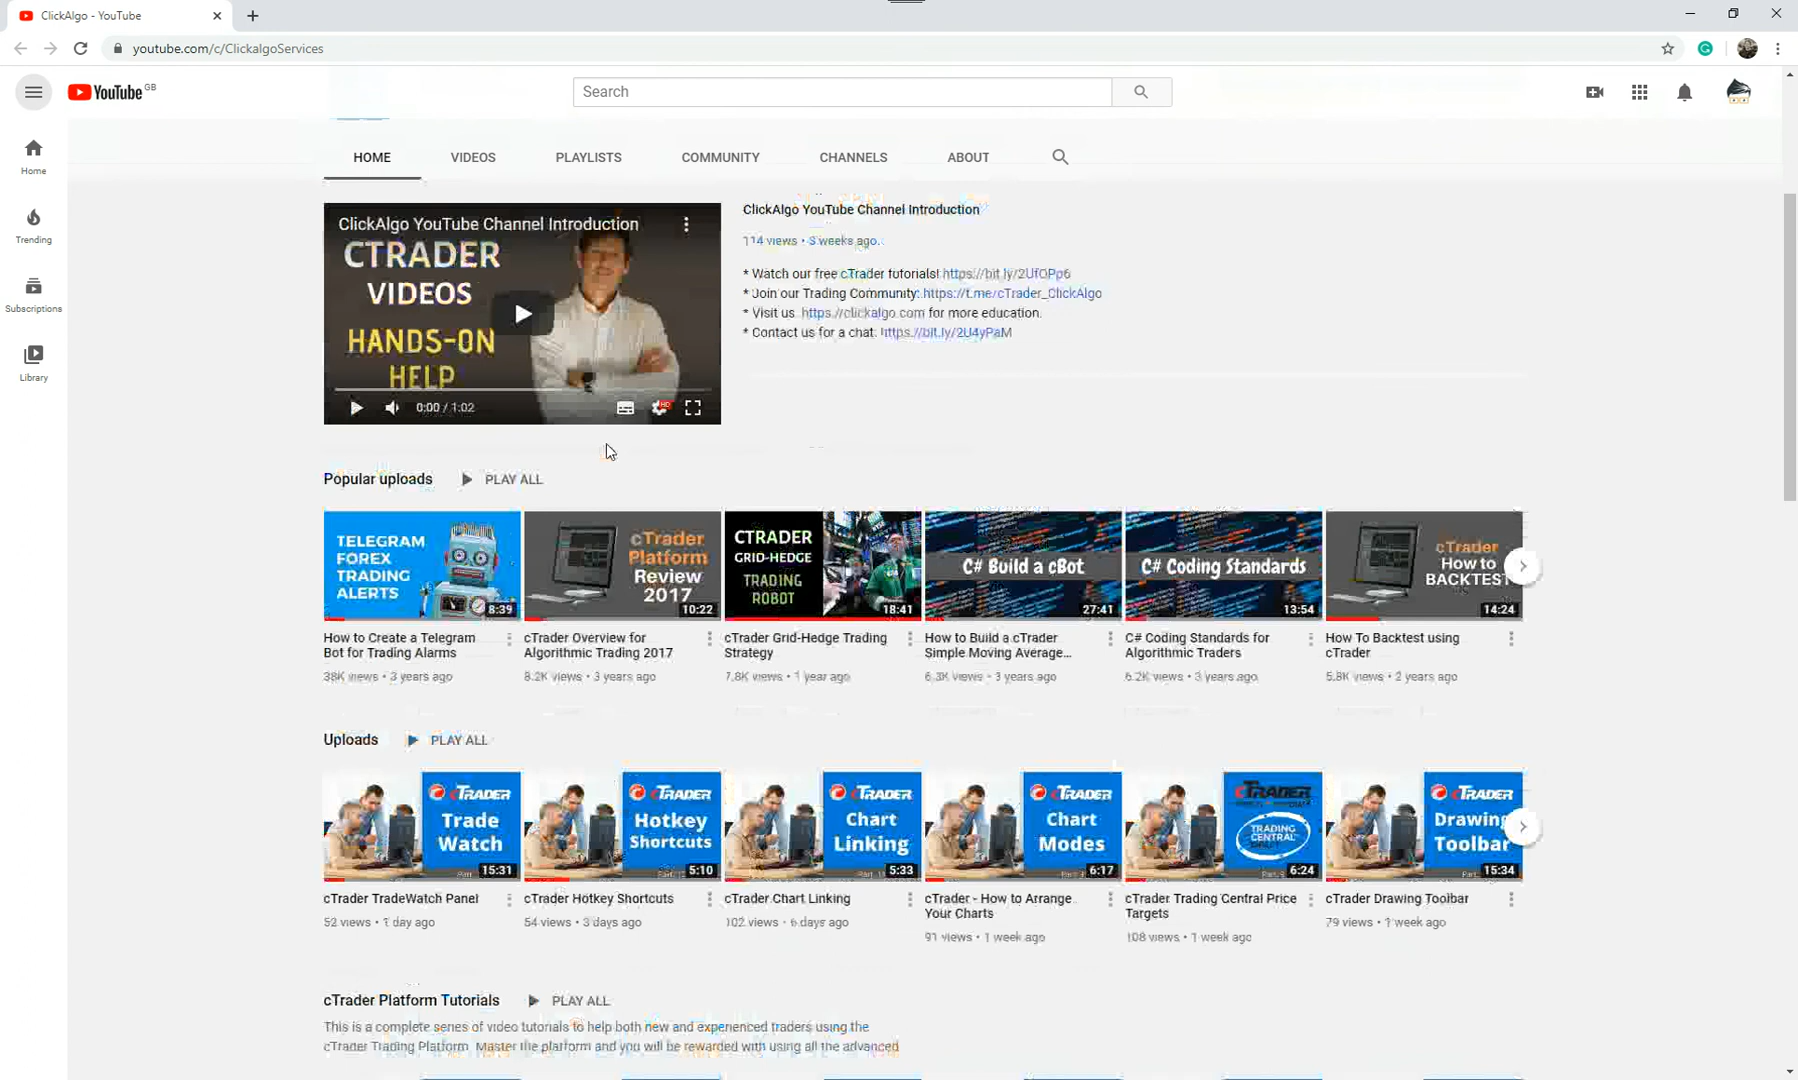 ClickAlgo - YouTube
youtube.com/c/ClickalgoServices
YouTube GB
Search
Home
Trending
Subscriptions
Library
HOME VIDEOS PLAYLISTS COMMUNITY CHANNELS ABOUT
ClickAlgo YouTube Channel Introduction
CTRADER
VIDEOS
HANDS-ON
HELP
0:00 / 1:02
HD
ClickAlgo YouTube Channel Introduction
114 views • 3 weeks ago
* Watch our free cTrader tutorials! https://bit.ly/2UfOPp6
* Join our Trading Community: https://t.me/cTrader_ClickAlgo
* Visit us https://clickalgo.com for more education.
* Contact us for a chat: https://bit.ly/2U4yPaM
Popular uploads PLAY ALL
TELEGRAM
FOREX
TRADING
ALERTS
8:39
How to Create a Telegram
Bot for Trading Alarms
38K views • 3 years ago
cTrader
Platform
Review
2017
10:22
cTrader Overview for
Algorithmic Trading 2017
8.2K views • 3 years ago
CTRADER
GRID-HEDGE
TRADING
ROBOT
18:41
cTrader Grid-Hedge Trading
Strategy
7.8K views • 1 year ago
C# Build a cBot
27:41
How to Build a cTrader
Simple Moving Average...
6.3K views • 3 years ago
C# Coding Standards
13:54
C# Coding Standards for
Algorithmic Traders
6.2K views • 3 years ago
cTrader
How to
BACKTEST
14:24
How To Backtest using
cTrader
5.8K views • 2 years ago
Uploads PLAY ALL
cTRADER
Trade
Watch
15:31
cTrader TradeWatch Panel
52 views • 1 day ago
cTRADER
Hotkey
Shortcuts
5:10
cTrader Hotkey Shortcuts
54 views • 3 days ago
cTRADER
Chart
Linking
5:33
cTrader Chart Linking
102 views • 6 days ago
cTRADER
Chart
Modes
6:17
cTrader - How to Arrange
Your Charts
91 views • 1 week ago
cTRADER
TRADING
CENTRAL
6:24
cTrader Trading Central Price
Targets
108 views • 1 week ago
cTRADER
Drawing
Toolbar
15:34
cTrader Drawing Toolbar
79 views • 1 week ago
cTrader Platform Tutorials PLAY ALL
This is a complete series of video tutorials to help both new and experienced traders using the
cTrader Trading Platform. Master the platform and you will be rewarded with using all the advanced